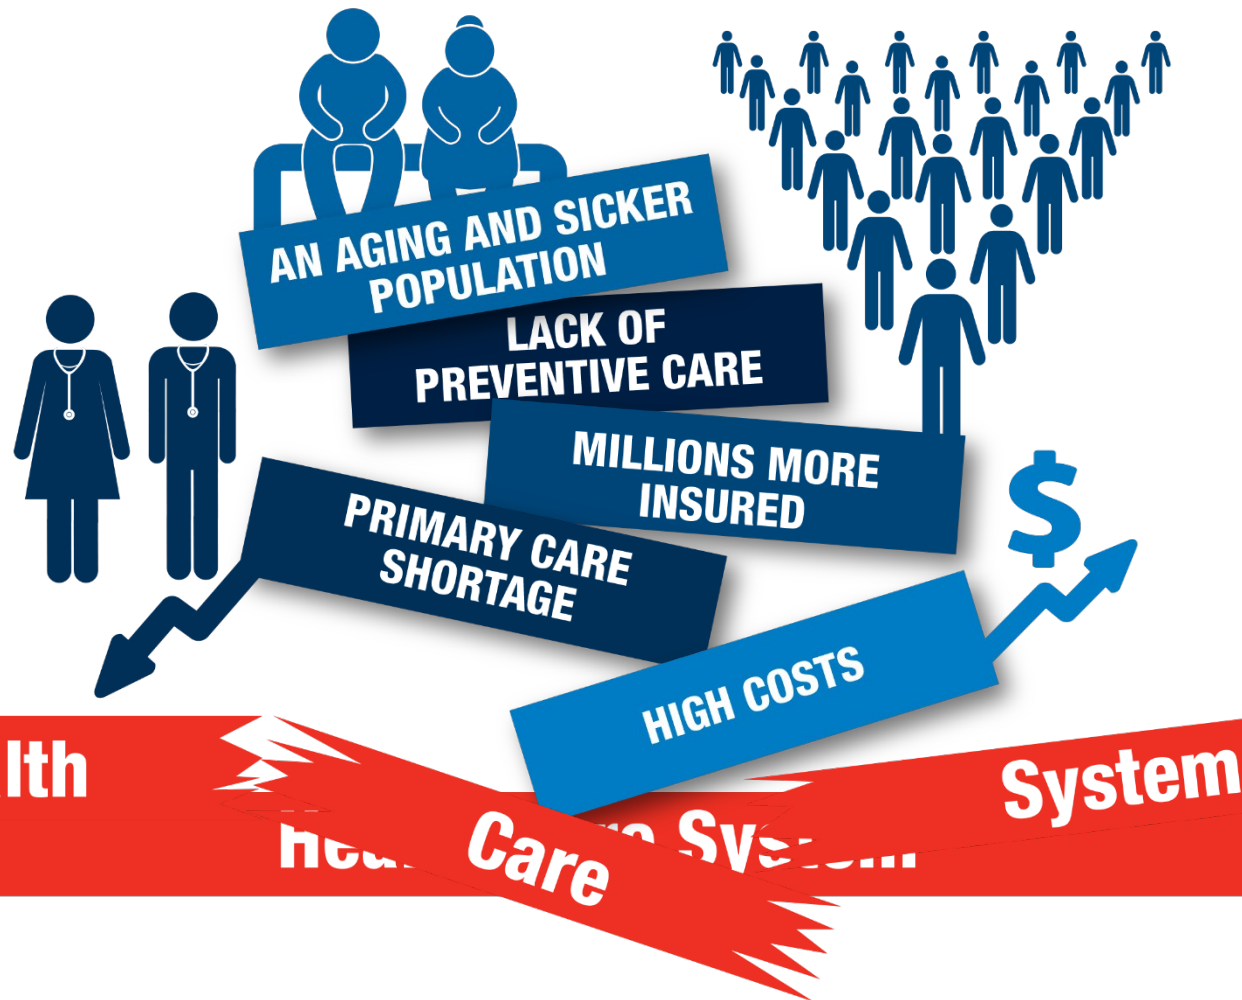 AN AGING AND SICKER
POPULATION
LACK OF
PREVENTIVE CARE
MILLIONS MORE
INSURED
PRIMARY CARE
SHORTAGE
$
HIGH COSTS
lth
Care
System